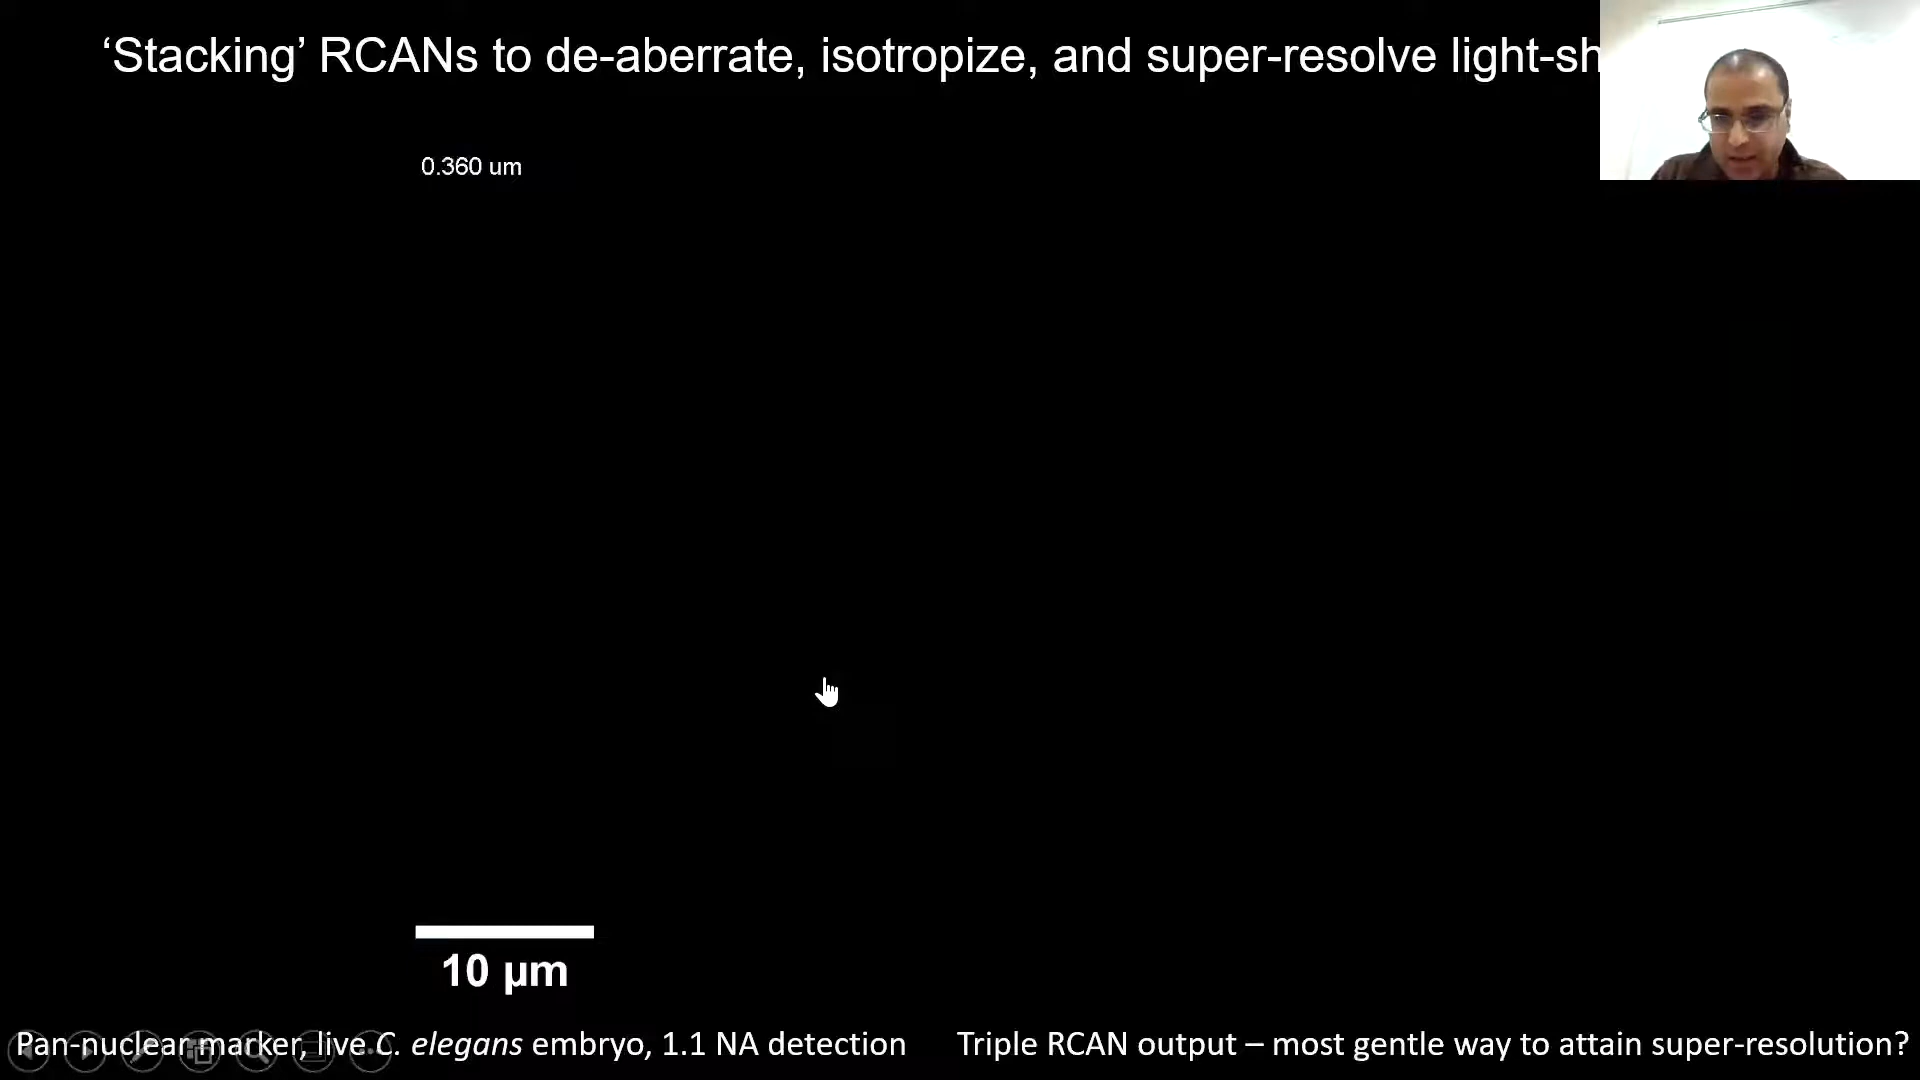 ‘Stacking’ RCANs to de-aberrate, isotropize, and super-resolve light-sh
0.360 um
10 µm
Pan-nuclear marker, live C. elegans embryo, 1.1 NA detection
Triple RCAN output – most gentle way to attain super-resolution?